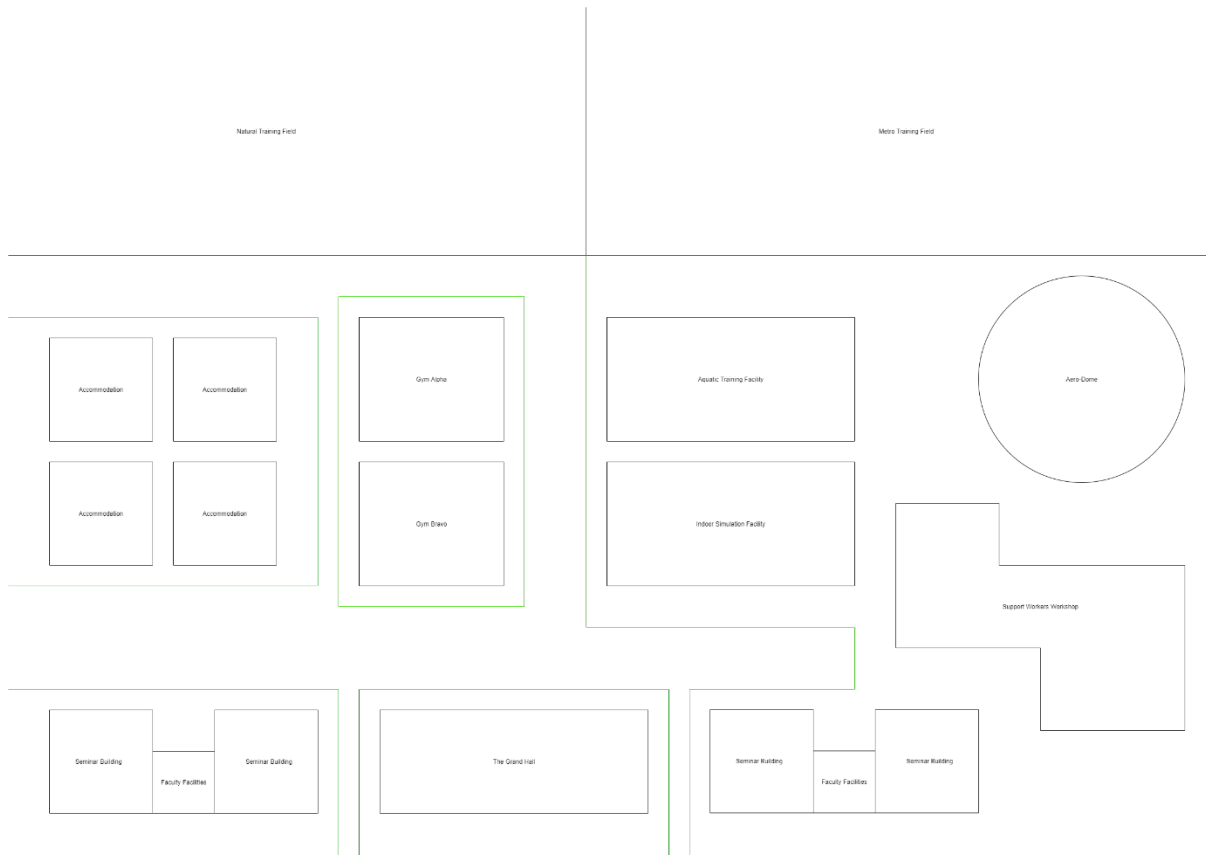 Natural Training Field
Metro Training Field
Accommodation
Accommodation
Gym Alpha
Aquatic Training Facility
Aero-Dome
Accommodation
Accommodation
Gym Bravo
Indoor Simulation Facility
Support Workers Workshop
Seminar Building
Seminar Building
The Grand Hall
Seminar Building
Seminar Building
Faculty Facilities
Faculty Facilities